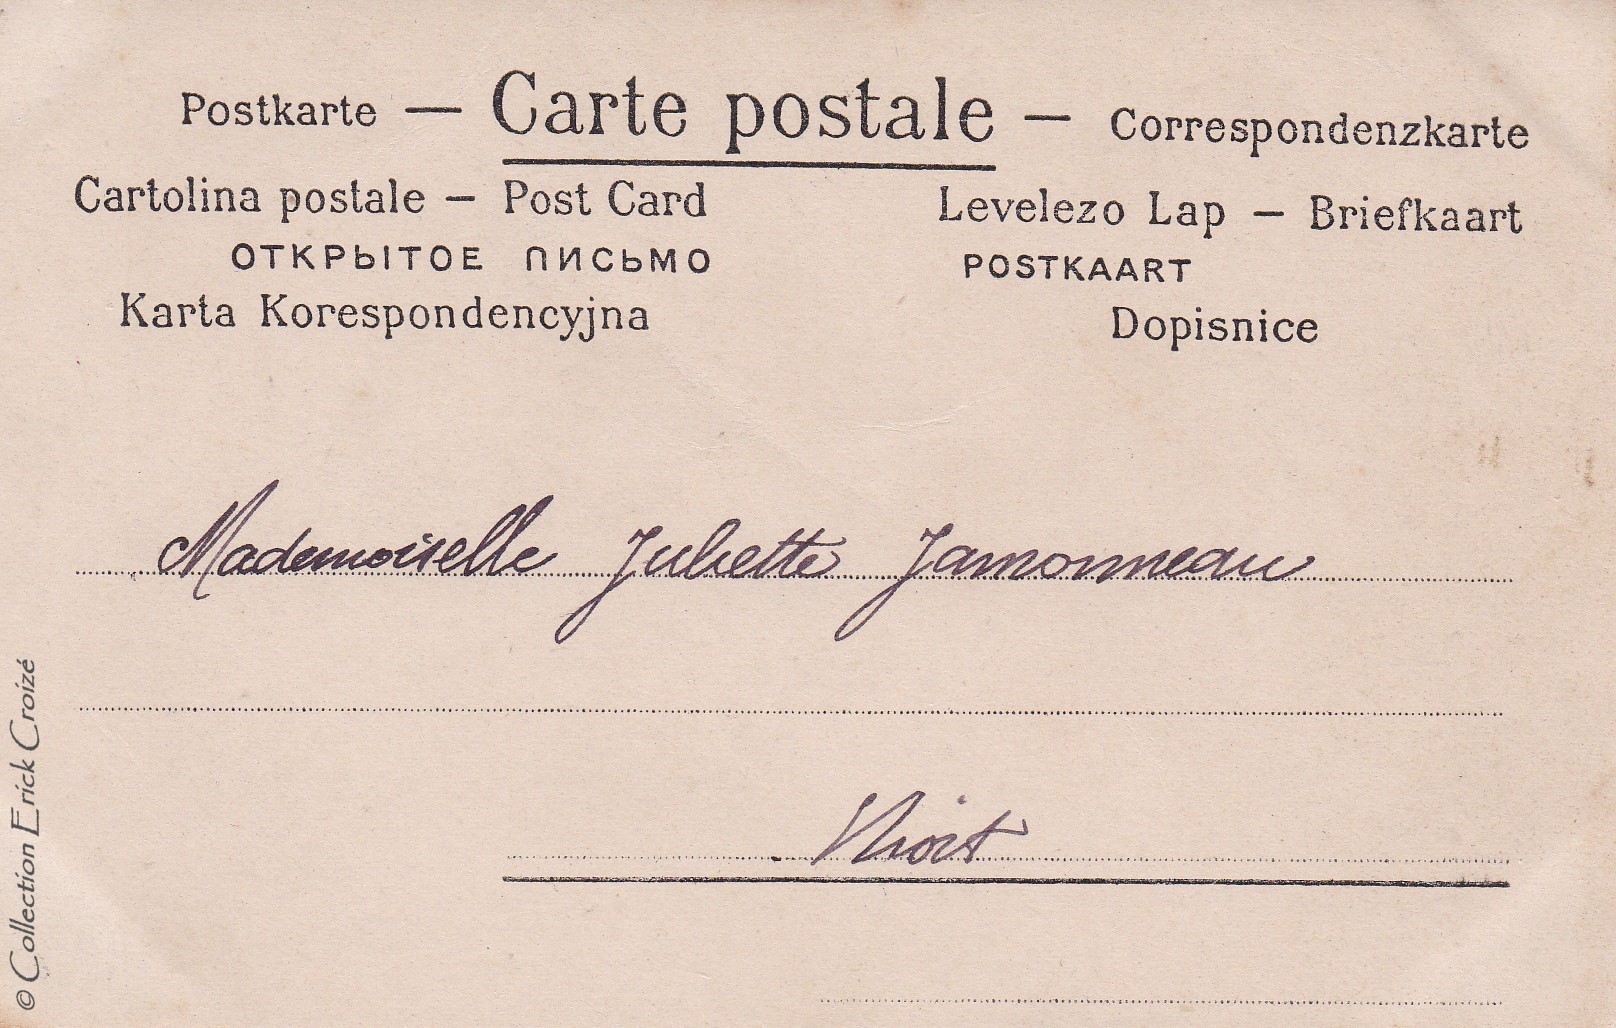 Postkarte — Carte postale — Correspondenzkarte
Cartolina postale — Post Card
Levelezo Lap — Briefkaart
ОТКРЫТОЕ ПИСЬМО
POSTKAART
Karta Korespondencyjna
Dopisnice
Mademoiselle Juliette Jamonneau
Niort
© Collection Erick Croizé